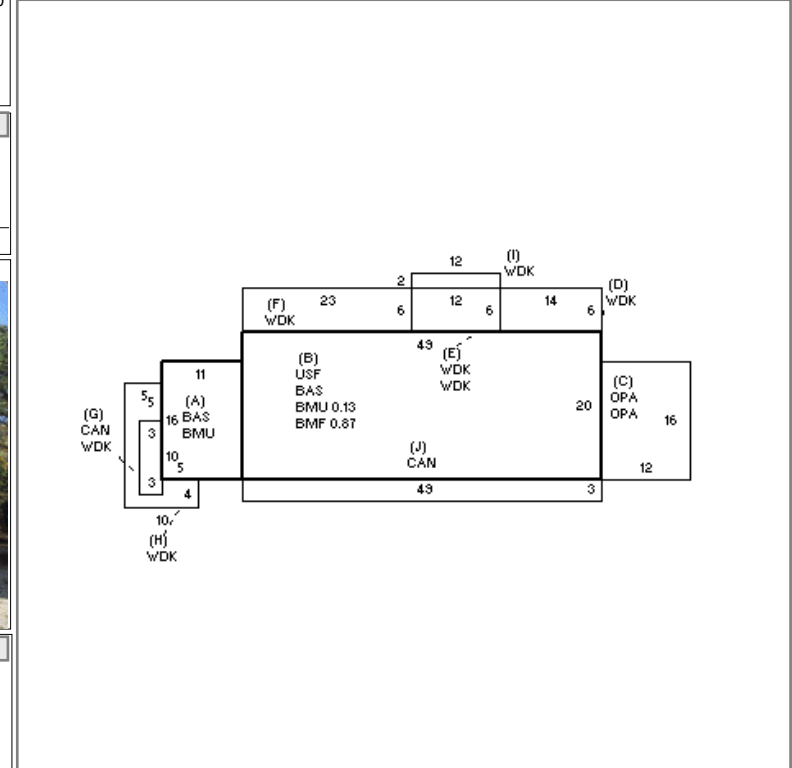 12
(I)
WDK
2
(D)
WDK
(F)
WDK
23
6
12
6
14
6
49
(E)
WDK
WDK
(B)
USF
BAS
BMU 0.13
BMF 0.87
11
5
5
(A)
16 BAS
BMU
(G)
CAN
WDK
3
10
5
3
4
20
(C)
OPA
OPA
16
12
(J)
CAN
49
3
10
(H)
WDK